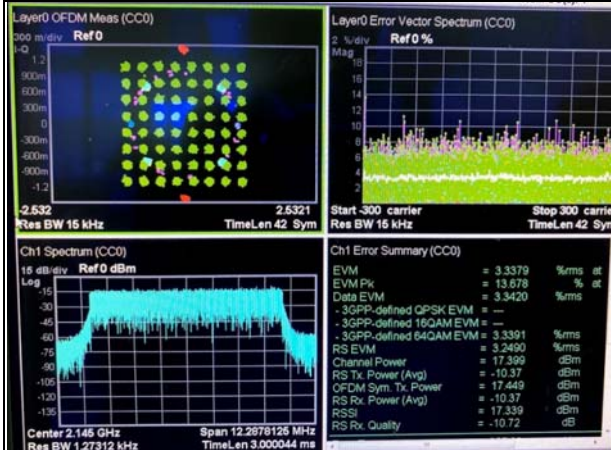 Layer0 OFDM Meas (CC0)
300 m/div Ref 0
I-Q
1.2
900m
600m
300m
0
-300m
-600m
-900m
-1.2
-2.532 2.5321
Res BW 15 kHz TimeLen 42 Sym
Layer0 Error Vector Spectrum (CC0)
2 %/div Ref 0 %
Mag
18
16
14
12
10
8
6
4
2
Start -300 carrier Stop 300 carrier
Res BW 15 kHz TimeLen 42 Sym
Ch1 Spectrum (CC0)
15 dB/div Ref 0 dBm
Log
-15
-30
-45
-60
-75
-90
-105
-120
-135
Center 2.145 GHz Span 12.2878125 MHz
Res BW 1.27312 kHz TimeLen 3.000044 ms
Ch1 Error Summary (CC0)
EVM = 3.3379 %rms at
EVM Pk = 13.678 % at
Data EVM = 3.3420 %rms
- 3GPP-defined QPSK EVM = ---
- 3GPP-defined 16QAM EVM = ---
- 3GPP-defined 64QAM EVM = 3.3391 %rms
RS EVM = 3.2490 %rms
Channel Power = 17.399 dBm
RS Tx. Power (Avg) = -10.37 dBm
OFDM Sym. Tx. Power = 17.449 dBm
RS Rx. Power (Avg) = -10.37 dBm
RSSI = 17.339 dBm
RS Rx. Quality = -10.72 dB